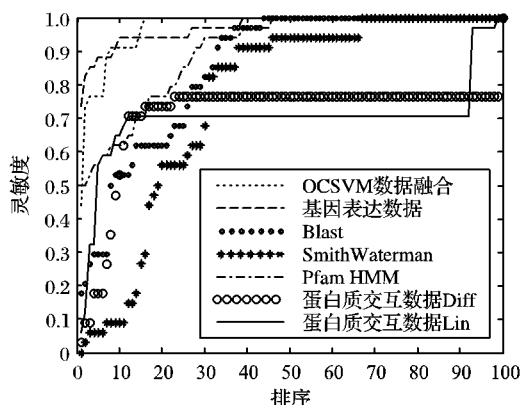 灵敏度
1.0
0.9
0.8
0.7
0.6
0.5
0.4
0.3
0.2
0.1
0
OCSVM数据融合
基因表达数据
Blast
SmithWaterman
Pfam HMM
蛋白质交互数据Diff
蛋白质交互数据Lin
0 10 20 30 40 50 60 70 80 90 100
排序